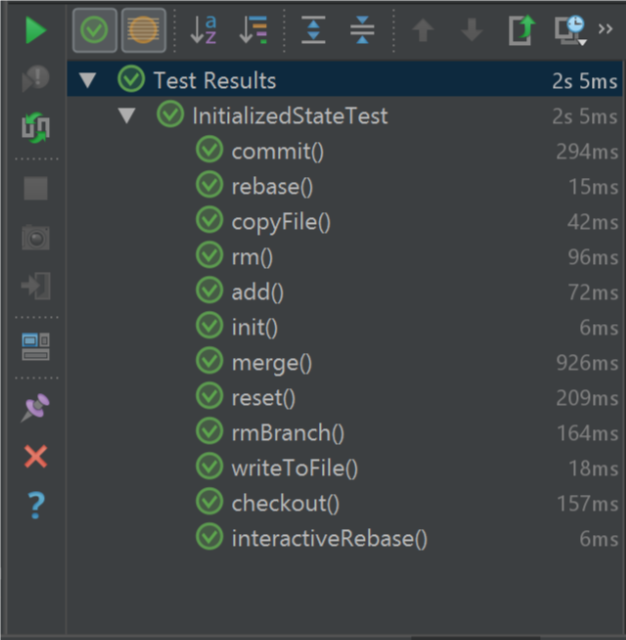 Test Results 2s 5ms
InitializedStateTest 2s 5ms
commit() 294ms
rebase() 15ms
copyFile() 42ms
rm() 96ms
add() 72ms
init() 6ms
merge() 926ms
reset() 209ms
rmBranch() 164ms
writeToFile() 18ms
checkout() 157ms
interactiveRebase() 6ms